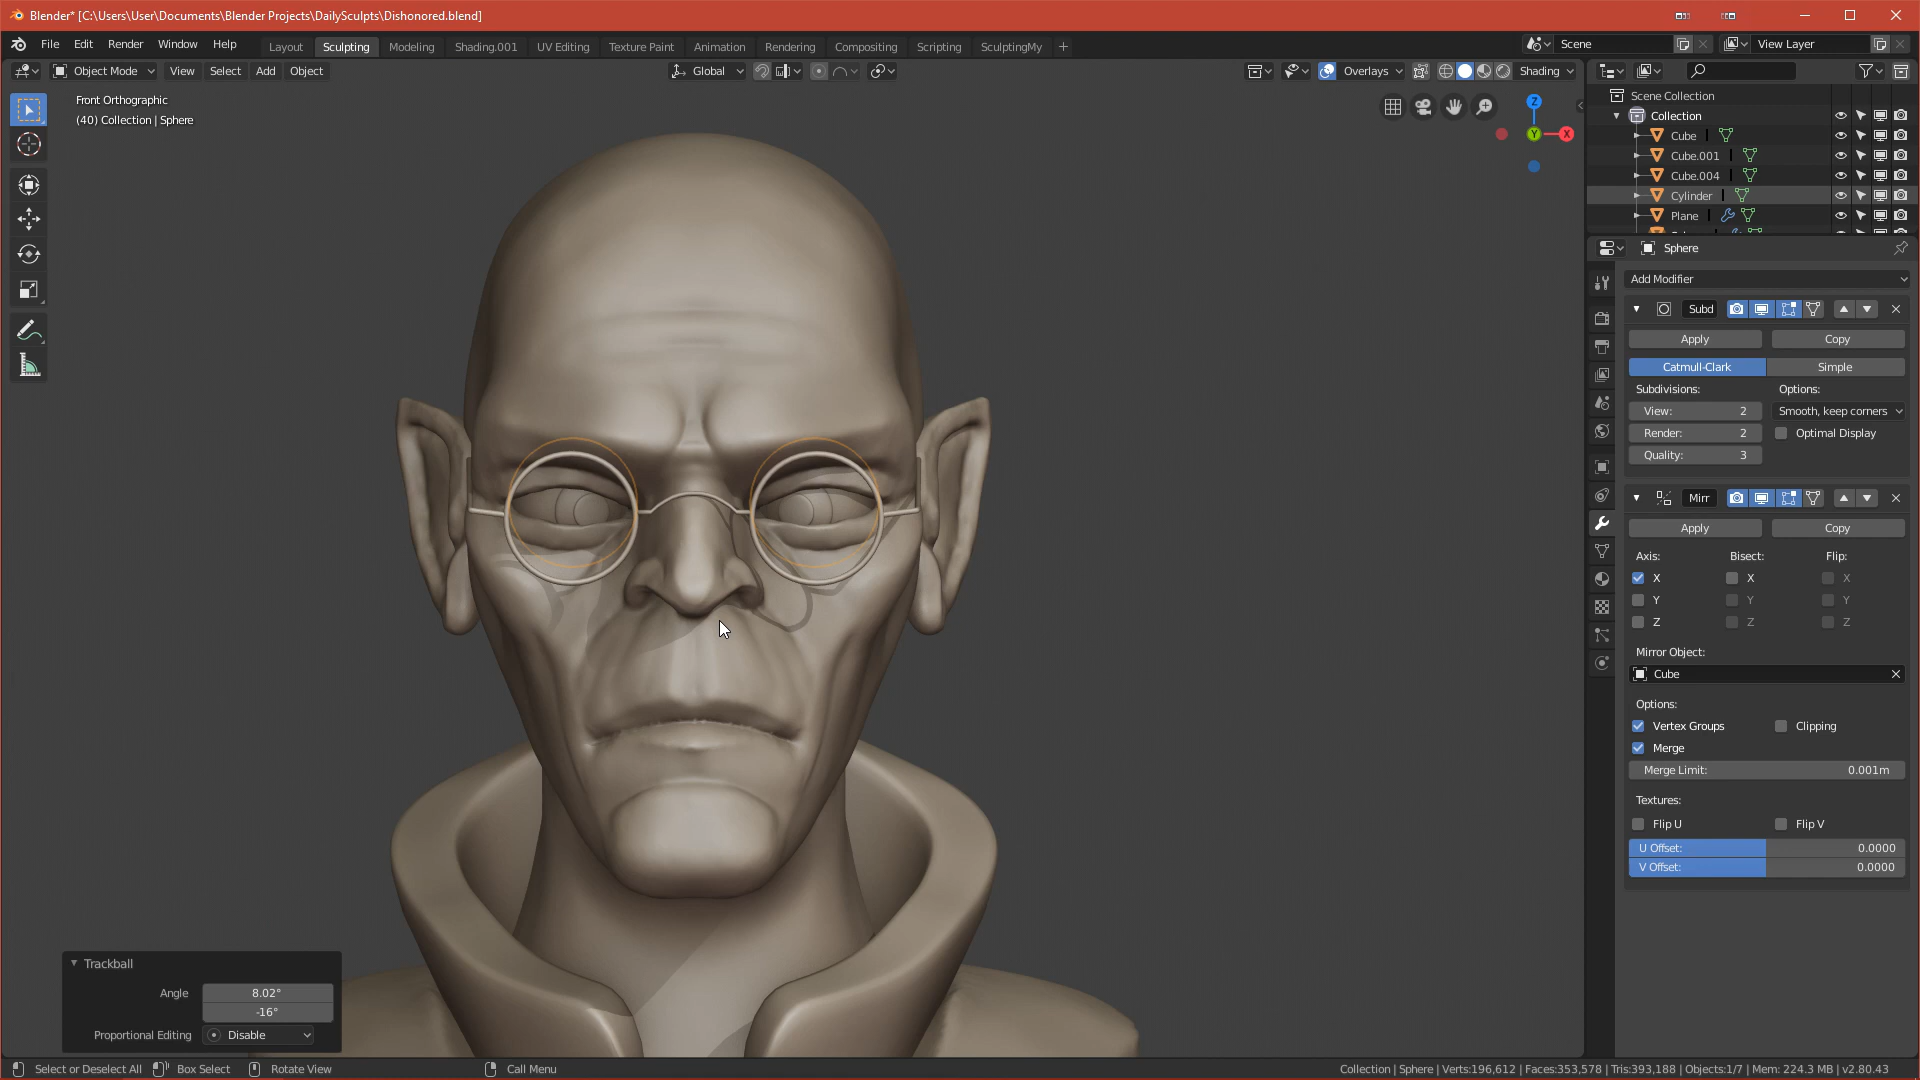 Blender* [C:\Users\User\Documents\Blender Projects\DailySculpts\Dishonored.blend]
File Edit Render Window Help Layout Sculpting Modeling Shading.001 UV Editing Texture Paint Animation Rendering Compositing Scripting SculptingMy + Scene View Layer
Object Mode View Select Add Object Global Overlays Shading
Front Orthographic
(40) Collection | Sphere
Z
Y
X
Scene Collection
Collection
Cube
Cube.001
Cube.004
Cylinder
Plane
Sphere
Add Modifier
Subd
Apply Copy
Catmull-Clark Simple
Subdivisions: Options:
View: 2 Smooth, keep corners
Render: 2 Optimal Display
Quality: 3
Mirr
Apply Copy
Axis: Bisect: Flip:
X X X
Y Y Y
Z Z Z
Mirror Object:
Cube
Options:
Vertex Groups Clipping
Merge
Merge Limit: 0.001m
Textures:
Flip U Flip V
U Offset: 0.0000
V Offset: 0.0000
Trackball
Angle 8.02°
-16°
Proportional Editing Disable
Select or Deselect All Box Select Rotate View Call Menu Collection | Sphere | Verts:196,612 | Faces:353,578 | Tris:393,188 | Objects:1/7 | Mem: 224.3 MB | v2.80.43